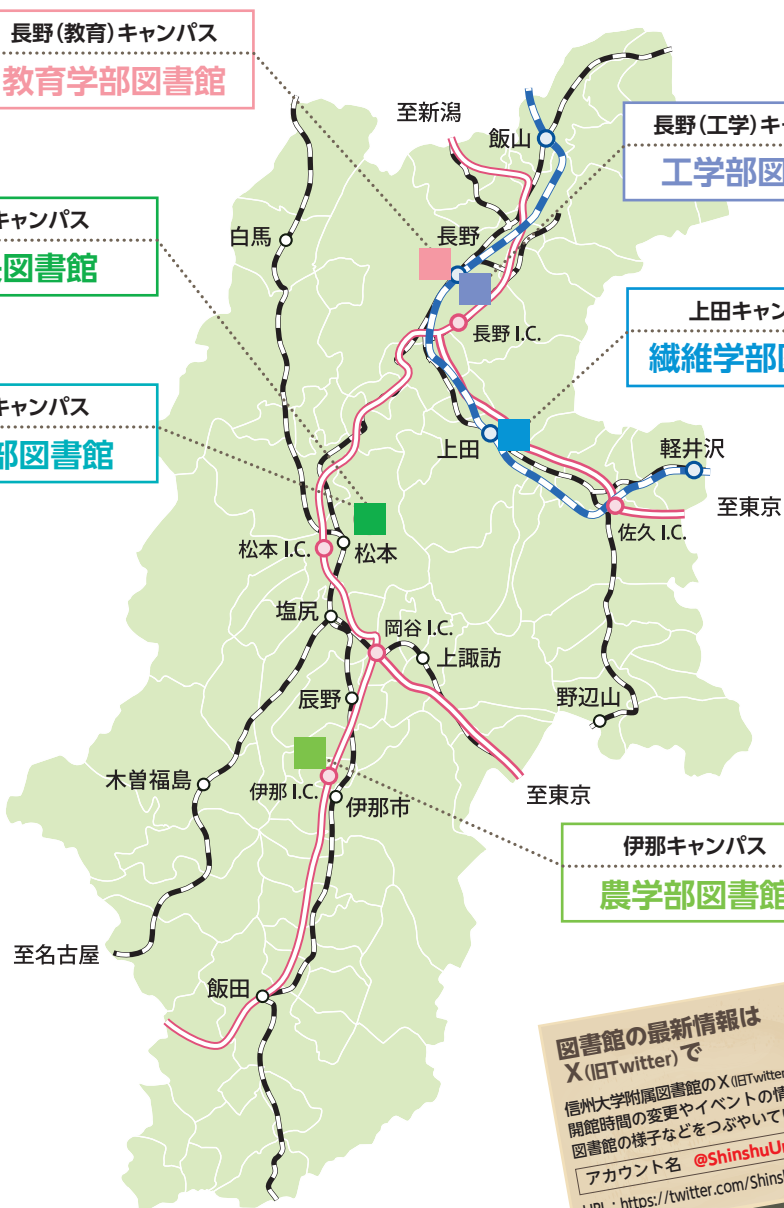 長野(教育)キャンパス
教育学部図書館
至新潟
飯山
長野(工学)キ
工学部図
白馬
長野
キャンパス
図書館
長野 I.C.
上田キャン
繊維学部
上田
軽井沢
至東京
佐久 I.C.
キャンパス
部図書館
松本 I.C.
松本
塩尻
岡谷 I.C.
上諏訪
辰野
野辺山
木曽福島
伊那 I.C.
伊那市
至東京
伊那キャンパス
農学部図書館
至名古屋
飯田
図書館の最新情報は
X(旧Twitter)で
信州大学附属図書館のX(旧Twitter
開館時間の変更やイベントの情
図書館の様子などをつぶやいて
アカウント名 @ShinshuU
URL:https://twitter.com/Shins